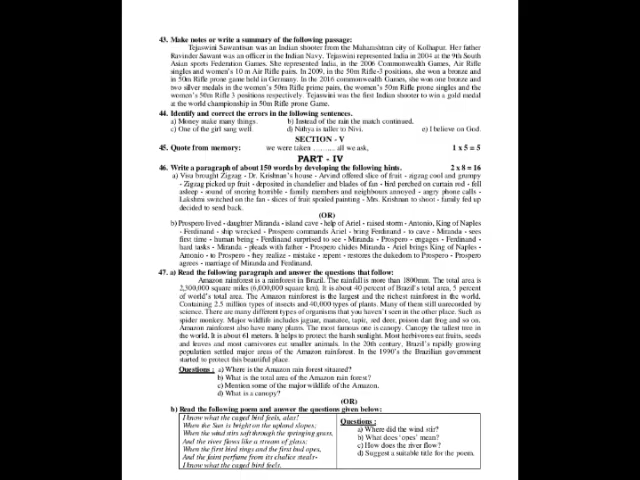 43. Make notes or write a summary of the following passage:
Tejaswini Sawantisan was an Indian shooter from the Maharashtran city of Kolhapur. Her father
Ravinder Sawant was an officer in the Indian Navy. Tejaswini represented India in 2004 at the 9th South
Asian sports Federation Games. She represented India, in the 2006 Commonwealth Games, Air Rifle
singles and women's 10 m Air Rifle pairs. In 2009, in the 50m Rifle-3 positions, she won a bronze and
in 50m Rifle prone game held in Germany. In the 2016 commonwealth Games, she won one bronze and
two silver medals in the women's 50m Rifle prime pairs, the women's 50m Rifle prone singles and the
women's 50m Rifle 3 positions respectively. Tejaswini was the first Indian shooter to win a gold medal
at the world championship in 50m Rifle prone Game.
44. Identify and correct the errors in the following sentences.
a) Money make many things. b) Instead of the rain the match continued.
c) One of the girl sang well. d) Nithya is taller to Nivi. e) I believe on God.
SECTION - V
45. Quote from memory: we were taken ......... all we ask, 1 x 5 = 5
PART - IV
46. Write a paragraph of about 150 words by developing the following hints. 2 x 8 = 16
a) Visu brought Zigzag - Dr. Krishnan's house - Arvind offered slice of fruit - zigzag cool and grumpy
- Zigzag picked up fruit - deposited in chandelier and blades of fan - bird perched on curtain rod - fell
asleep - sound of snoring horrible - family members and neighbours annoyed - angry phone calls -
Lakshmi switched on the fan - slices of fruit spoiled painting - Mrs. Krishnan to shoot - family fed up
decided to send back.
(OR)
b) Prospero lived - daughter Miranda - island cave - help of Ariel - raised storm - Antonio, King of Naples
- Ferdinand - ship wrecked - Prospero commands Ariel - bring Ferdinand - to cave - Miranda - sees
first time - human being - Ferdinand surprised to see - Miranda - Prospero - engages - Ferdinand -
hard tasks - Miranda - pleads with father - Prospero chides Miranda - Ariel brings King of Naples -
Antonio - to Prospero - they realize - mistake - repent - restores the dukedom to Prospero - Prospero
agrees - marriage of Miranda and Ferdinand.
47. a) Read the following paragraph and answer the questions that follow:
Amazon rainforest is a rainforest in Brazil. The rainfall is more than 1800mm. The total area is
2,300,000 square miles (6,000,000 square km). It is about 40 percent of Brazil's total area, 5 percent
of world's total area. The Amazon rainforest is the largest and the richest rainforest in the world.
Containing 2.5 million types of insects and 40,000 types of plants. Many of them still unrecorded by
science. There are many different types of organisms that you haven't seen in the other place. Such as
spider monkey. Major wildlife includes jaguar, manatee, tapir, red deer, poison dart frog and so on.
Amazon rainforest also have many plants. The most famous one is canopy. Canopy the tallest tree in
the world. It is about 61 meters. It helps to protect the harsh sunlight. Most herbivores eat fruits, seeds
and leaves and most carnivores eat smaller animals. In the 20th century, Brazil's rapidly growing
population settled major areas of the Amazon rainforest. In the 1990's the Brazilian government
started to protect this beautiful place.
Questions : a) Where is the Amazon rain forest situated?
b) What is the total area of the Amazon rain forest?
c) Mention some of the major wildlife of the Amazon.
d) What is a canopy?
(OR)
b) Read the following poem and answer the questions given below:
I know what the caged bird feels, alas!
When the Sun is bright on the upland slopes;
When the wind stirs soft through the springing grass,
And the river flows like a stream of glass;
When the first bird sings and the first bud opes,
And the faint perfume from its chalice steals-
I know what the caged bird feels.
Questions :
a) Where did the wind stir?
b) What does 'opes' mean?
c) How does the river flow?
d) Suggest a suitable title for the poem.